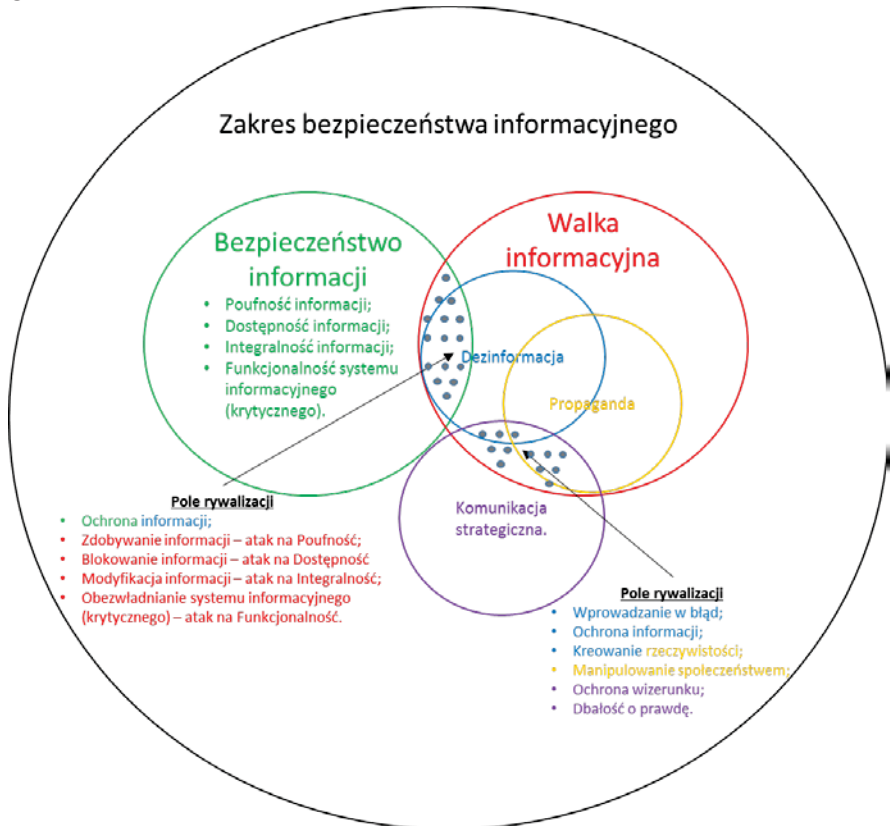 Zakres bezpieczeństwa informacyjnego
Bezpieczeństwo
informacji
• Poufność informacji;
• Dostępność informacji;
• Integralność informacji;
• Funkcjonalność systemu
informacyjnego
(krytycznego).
Walka
informacyjna
Dezinformacja
Propaganda
Komunikacja
strategiczna.
Pole rywalizacji
• Ochrona informacji;
• Zdobywanie informacji – atak na Poufność;
• Blokowanie informacji – atak na Dostępność
• Modyfikacja informacji – atak na Integralność;
• Obezwładnianie systemu informacyjnego
(krytycznego) – atak na Funkcjonalność.
Pole rywalizacji
• Wprowadzanie w błąd;
• Ochrona informacji;
• Kreowanie rzeczywistości;
• Manipulowanie społeczeństwem;
• Ochrona wizerunku;
• Dbałość o prawdę.